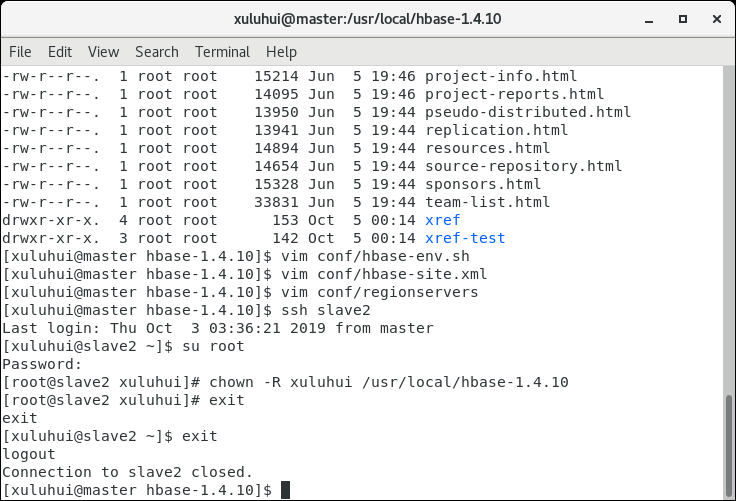 xuluhui@master:/usr/local/hbase-1.4.10
File Edit View Search Terminal Help
-rw-r--r--. 1 root root 15214 Jun 5 19:46 project-info.html
-rw-r--r--. 1 root root 14095 Jun 5 19:46 project-reports.html
-rw-r--r--. 1 root root 13950 Jun 5 19:44 pseudo-distributed.html
-rw-r--r--. 1 root root 13941 Jun 5 19:44 replication.html
-rw-r--r--. 1 root root 14894 Jun 5 19:44 resources.html
-rw-r--r--. 1 root root 14654 Jun 5 19:44 source-repository.html
-rw-r--r--. 1 root root 15328 Jun 5 19:44 sponsors.html
-rw-r--r--. 1 root root 33831 Jun 5 19:44 team-list.html
drwxr-xr-x. 4 root root 153 Oct 5 00:14 xref
drwxr-xr-x. 3 root root 142 Oct 5 00:14 xref-test
[xuluhui@master hbase-1.4.10]$ vim conf/hbase-env.sh
[xuluhui@master hbase-1.4.10]$ vim conf/hbase-site.xml
[xuluhui@master hbase-1.4.10]$ vim conf/regionservers
[xuluhui@master hbase-1.4.10]$ ssh slave2
Last login: Thu Oct 3 03:36:21 2019 from master
[xuluhui@slave2 ~]$ su root
Password:
[root@slave2 xuluhui]# chown -R xuluhui /usr/local/hbase-1.4.10
[root@slave2 xuluhui]# exit
exit
[xuluhui@slave2 ~]$ exit
logout
Connection to slave2 closed.
[xuluhui@master hbase-1.4.10]$